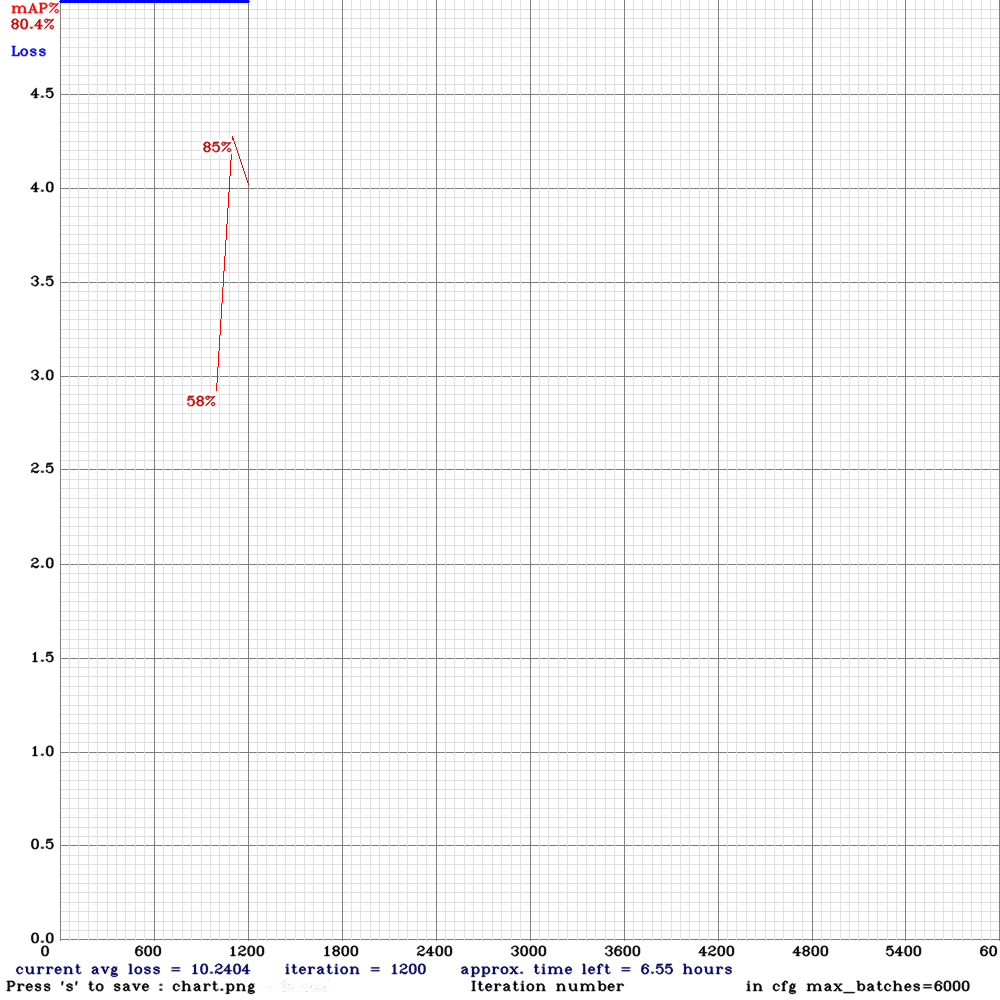 mAP%
80.4%
Loss
4.5
85%
4.0
3.5
3.0
58%
2.5
2.0
1.5
1.0
0.5
0.0
0 600 1200 1800 2400 3000 3600 4200 4800 5400 60
current avg loss = 10.2404 iteration = 1200 approx. time left = 6.55 hours
Press 's' to save : chart.png Iteration number in cfg max_batches=6000